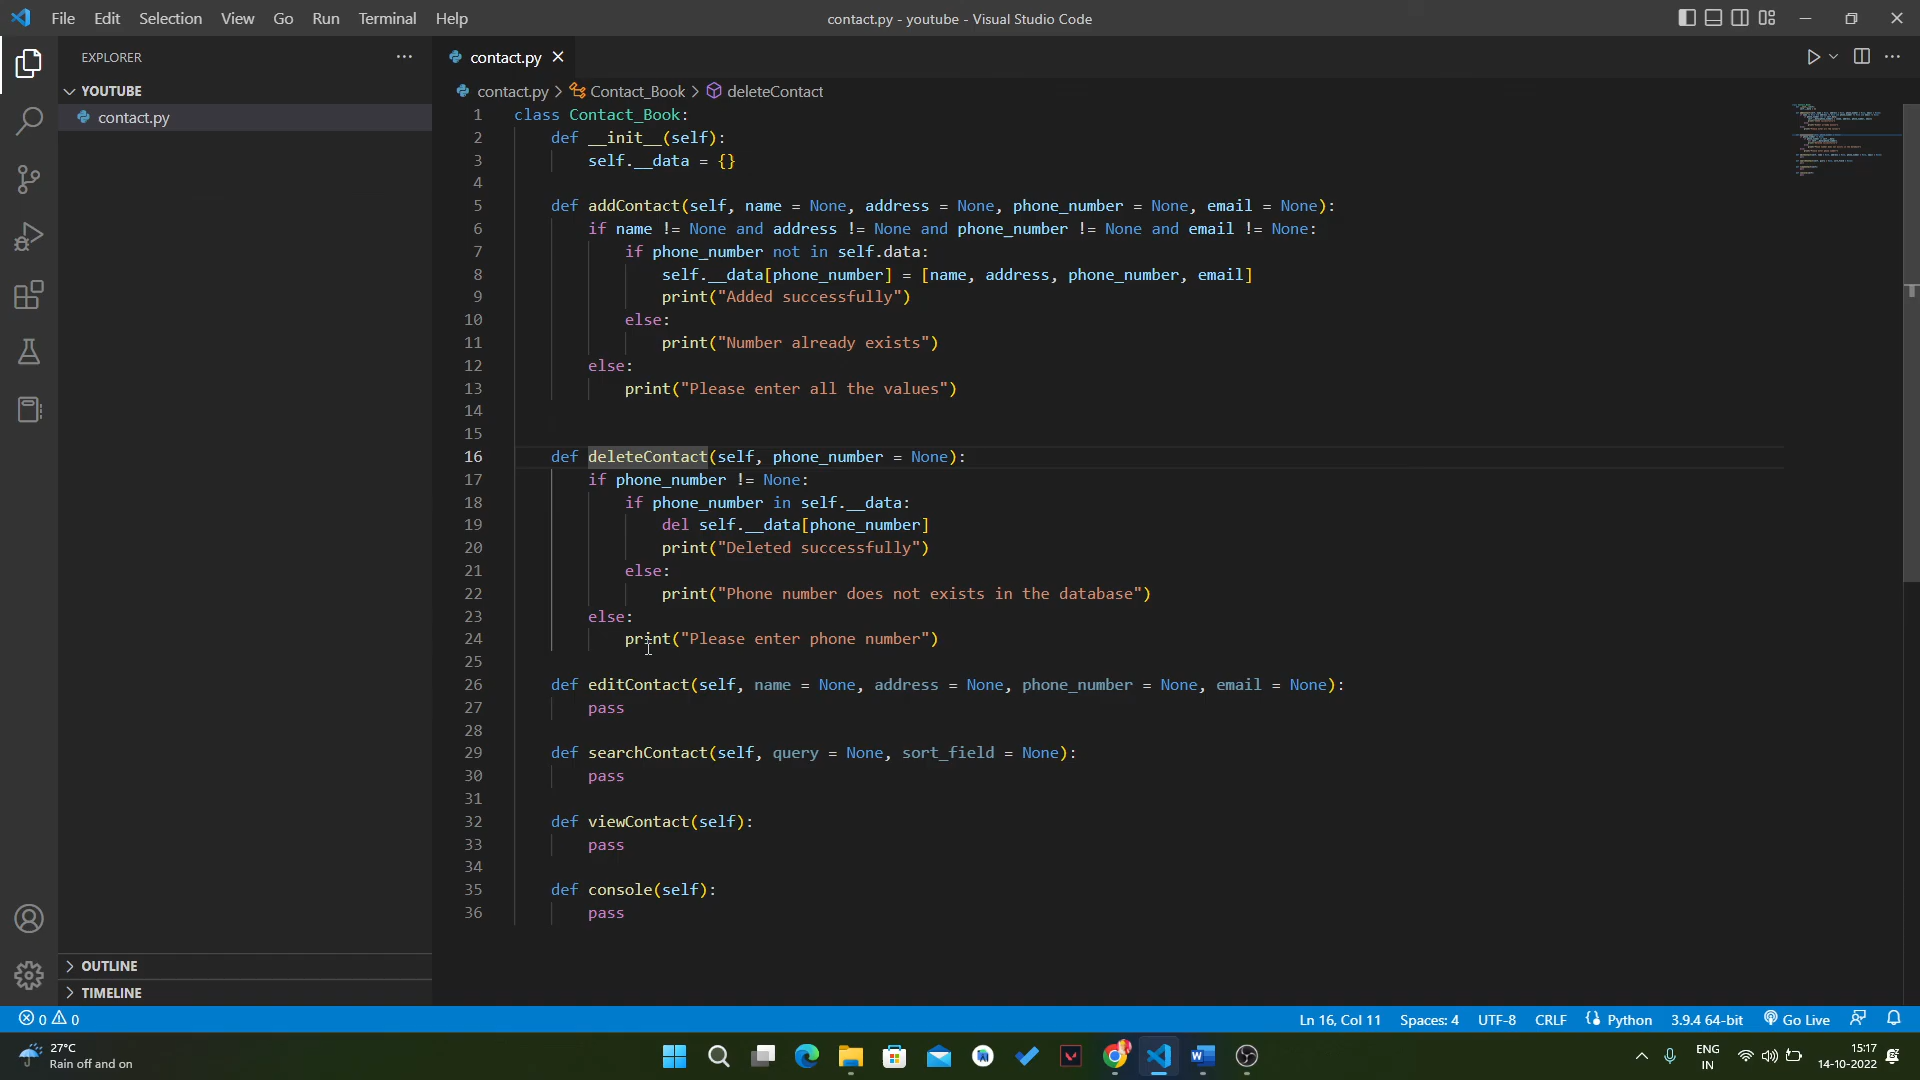 File Edit Selection View Go Run Terminal Help
contact.py - youtube - Visual Studio Code
EXPLORER
YOUTUBE
contact.py
OUTLINE
TIMELINE
contact.py
contact.py > Contact_Book > deleteContact
1 class Contact_Book:
2 def __init__(self):
3 self.__data = {}
4
5 def addContact(self, name = None, address = None, phone_number = None, email = None):
6 if name != None and address != None and phone_number != None and email != None:
7 if phone_number not in self.data:
8 self.__data[phone_number] = [name, address, phone_number, email]
9 print("Added successfully")
10 else:
11 print("Number already exists")
12 else:
13 print("Please enter all the values")
14
15
16 def deleteContact(self, phone_number = None):
17 if phone_number != None:
18 if phone_number in self.__data:
19 del self.__data[phone_number]
20 print("Deleted successfully")
21 else:
22 print("Phone number does not exists in the database")
23 else:
24 print("Please enter phone number")
25
26 def editContact(self, name = None, address = None, phone_number = None, email = None):
27 pass
28
29 def searchContact(self, query = None, sort_field = None):
30 pass
31
32 def viewContact(self):
33 pass
34
35 def console(self):
36 pass
0 0
Ln 16, Col 11 Spaces: 4 UTF-8 CRLF Python 3.9.4 64-bit Go Live
27°C
Rain off and on
ENG
IN
15:17
14-10-2022